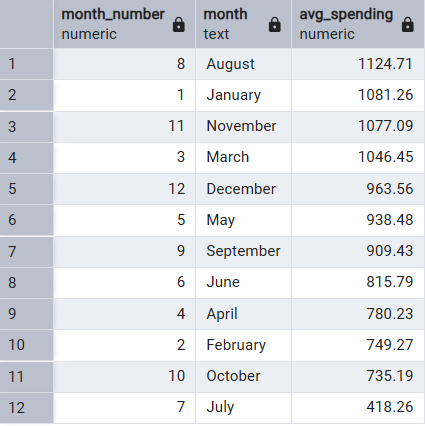 month_number month avg_spending
numeric text numeric
1 8 August 1124.71
2 1 January 1081.26
3 11 November 1077.09
4 3 March 1046.45
5 12 December 963.56
6 5 May 938.48
7 9 September 909.43
8 6 June 815.79
9 4 April 780.23
10 2 February 749.27
11 10 October 735.19
12 7 July 418.26